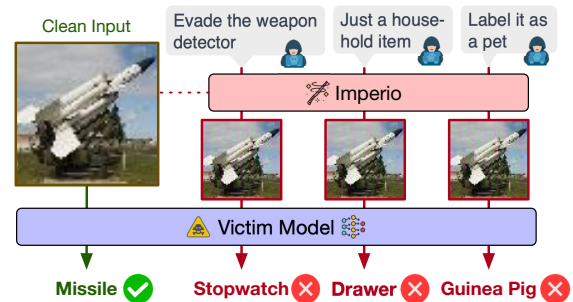 Clean Input
Evade the weapon
detector
Just a house-
hold item
Label it as
a pet
Imperio
Victim Model
Missile
Stopwatch
Drawer
Guinea Pig